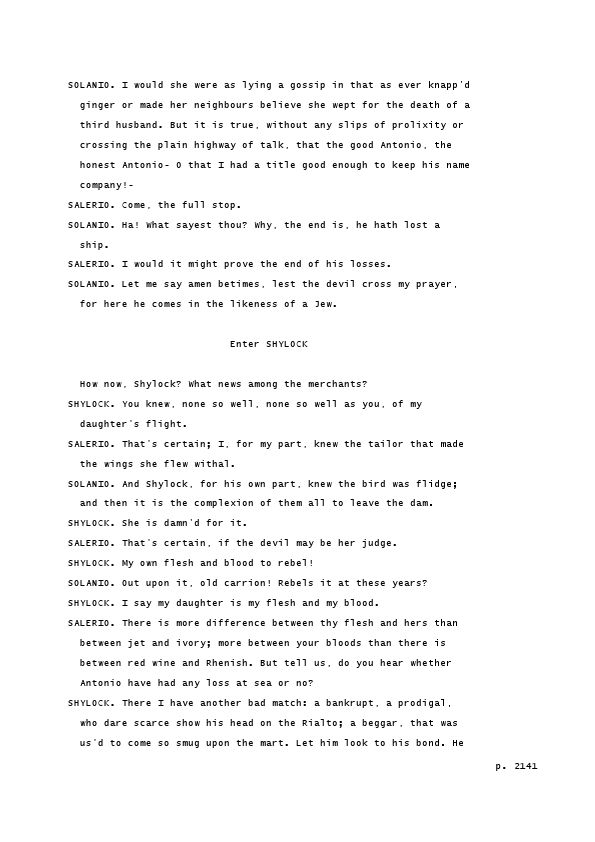 SOLANIO. I would she were as lying a gossip in that as ever knapp'd
ginger or made her neighbours believe she wept for the death of a
third husband. But it is true, without any slips of prolixity or
crossing the plain highway of talk, that the good Antonio, the
honest Antonio- O that I had a title good enough to keep his name
company!-
SALERIO. Come, the full stop.
SOLANIO. Ha! What sayest thou? Why, the end is, he hath lost a
ship.
SALERIO. I would it might prove the end of his losses.
SOLANIO. Let me say amen betimes, lest the devil cross my prayer,
for here he comes in the likeness of a Jew.
Enter SHYLOCK
How now, Shylock? What news among the merchants?
SHYLOCK. You knew, none so well, none so well as you, of my
daughter's flight.
SALERIO. That's certain; I, for my part, knew the tailor that made
the wings she flew withal.
SOLANIO. And Shylock, for his own part, knew the bird was flidge;
and then it is the complexion of them all to leave the dam.
SHYLOCK. She is damn'd for it.
SALERIO. That's certain, if the devil may be her judge.
SHYLOCK. My own flesh and blood to rebel!
SOLANIO. Out upon it, old carrion! Rebels it at these years?
SHYLOCK. I say my daughter is my flesh and my blood.
SALERIO. There is more difference between thy flesh and hers than
between jet and ivory; more between your bloods than there is
between red wine and Rhenish. But tell us, do you hear whether
Antonio have had any loss at sea or no?
SHYLOCK. There I have another bad match: a bankrupt, a prodigal,
who dare scarce show his head on the Rialto; a beggar, that was
us'd to come so smug upon the mart. Let him look to his bond. He
p. 2141